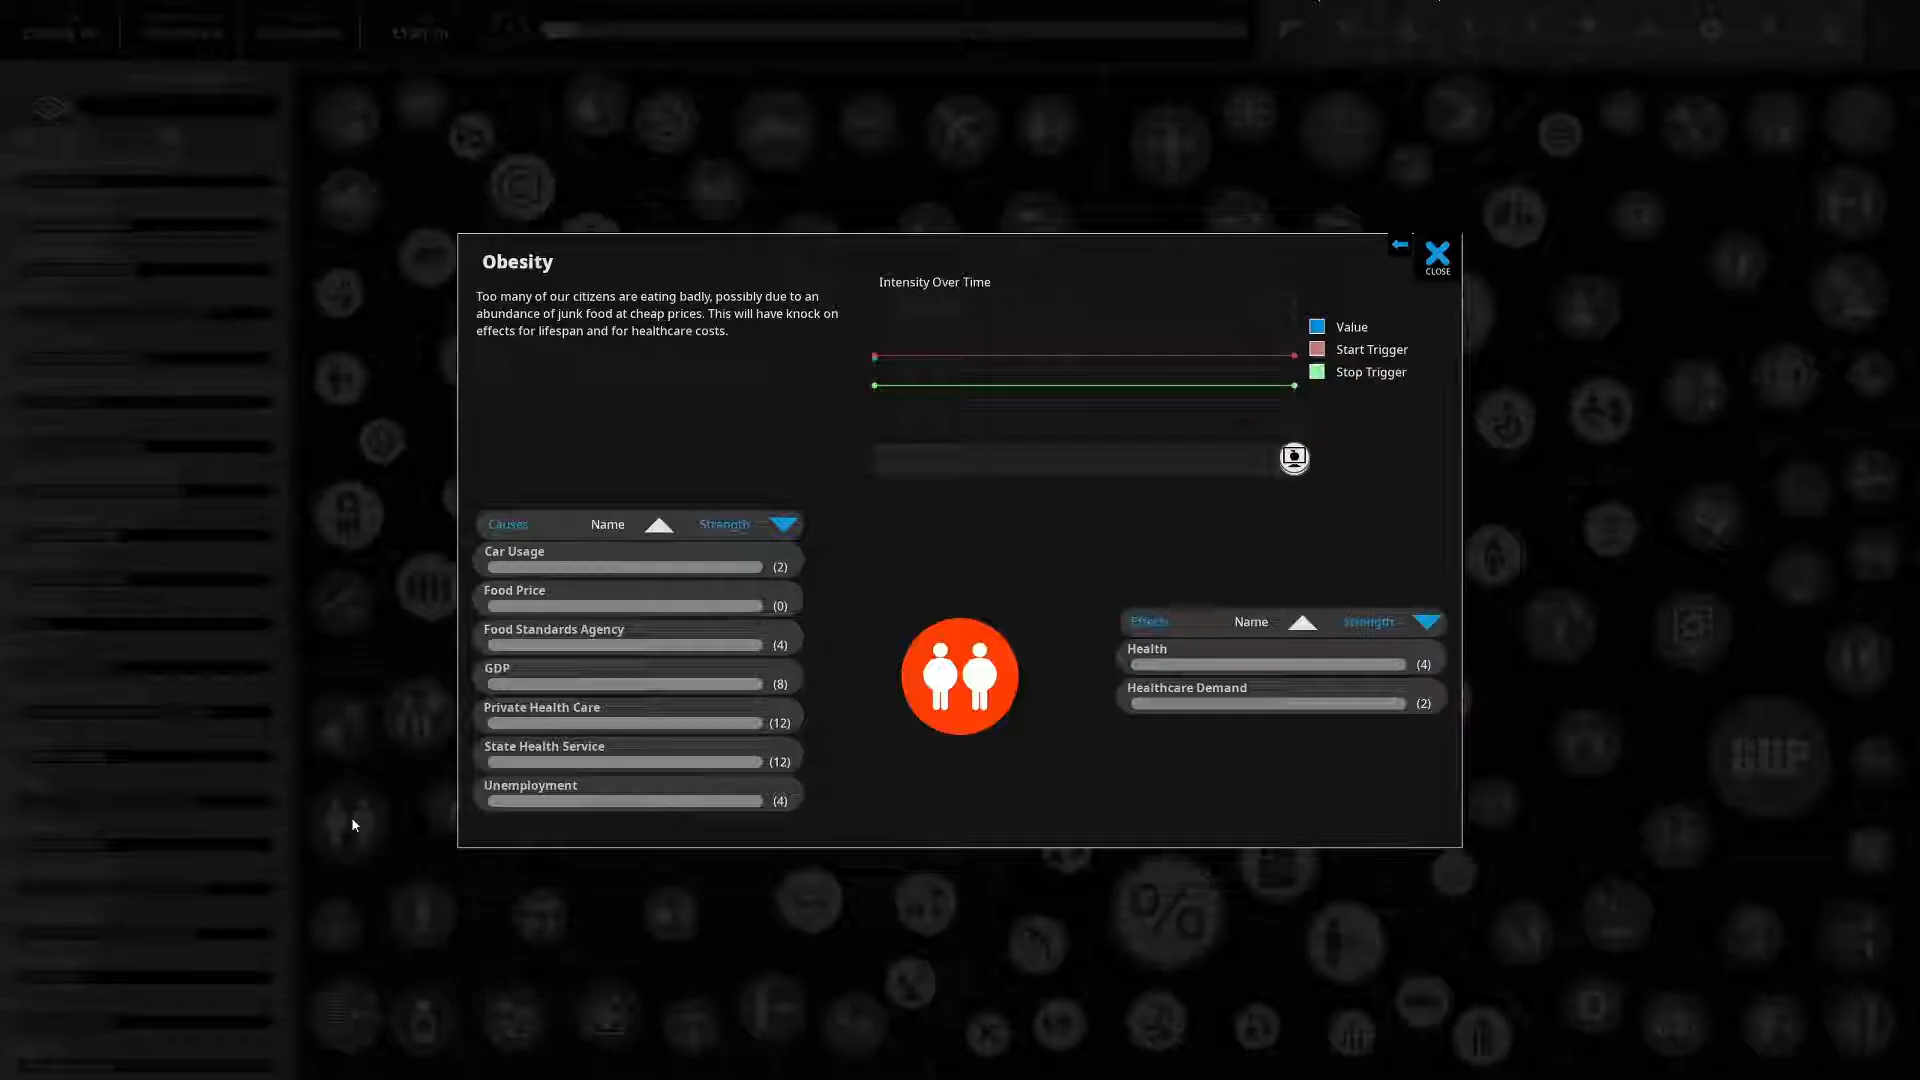 Obesity
CLOSE
Too many of our citizens are eating badly, possibly due to an
abundance of junk food at cheap prices. This will have knock on
effects for lifespan and for healthcare costs.
Intensity Over Time
Value
Start Trigger
Stop Trigger
Causes Name Strength
Car Usage
(2)
Food Price
(0)
Food Standards Agency
(4)
GDP
(8)
Private Health Care
(12)
State Health Service
(12)
Unemployment
(4)
Effects Name Strength
Health
(4)
Healthcare Demand
(2)
GDP
%